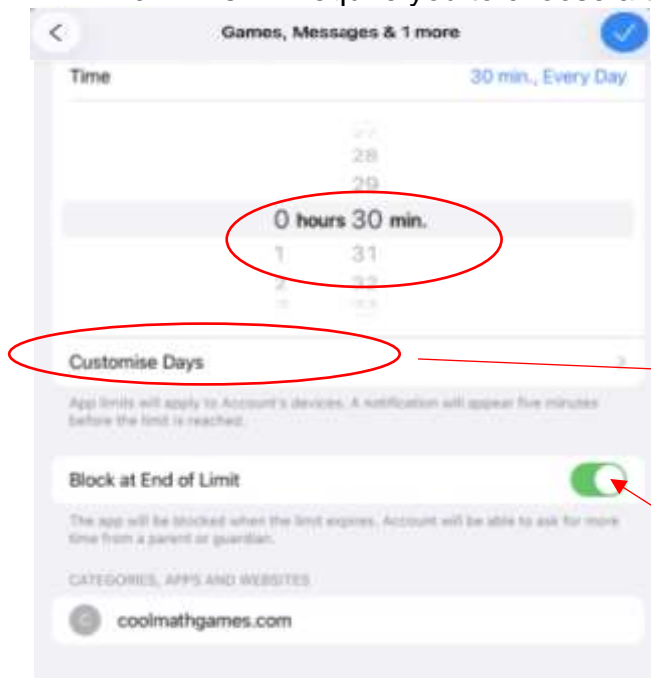 Games, Messages & 1 more
Time 30 min., Every Day
28
29
0 hours 30 min.
1 31
2 32
Customise Days
App limits will apply to Account's devices. A notification will appear five minutes
before the limit is reached.
Block at End of Limit
The app will be blocked when the limit expires. Account will be able to ask for more
time from a parent or guardian.
CATEGORIES, APPS AND WEBSITES
C coolmathgames.com